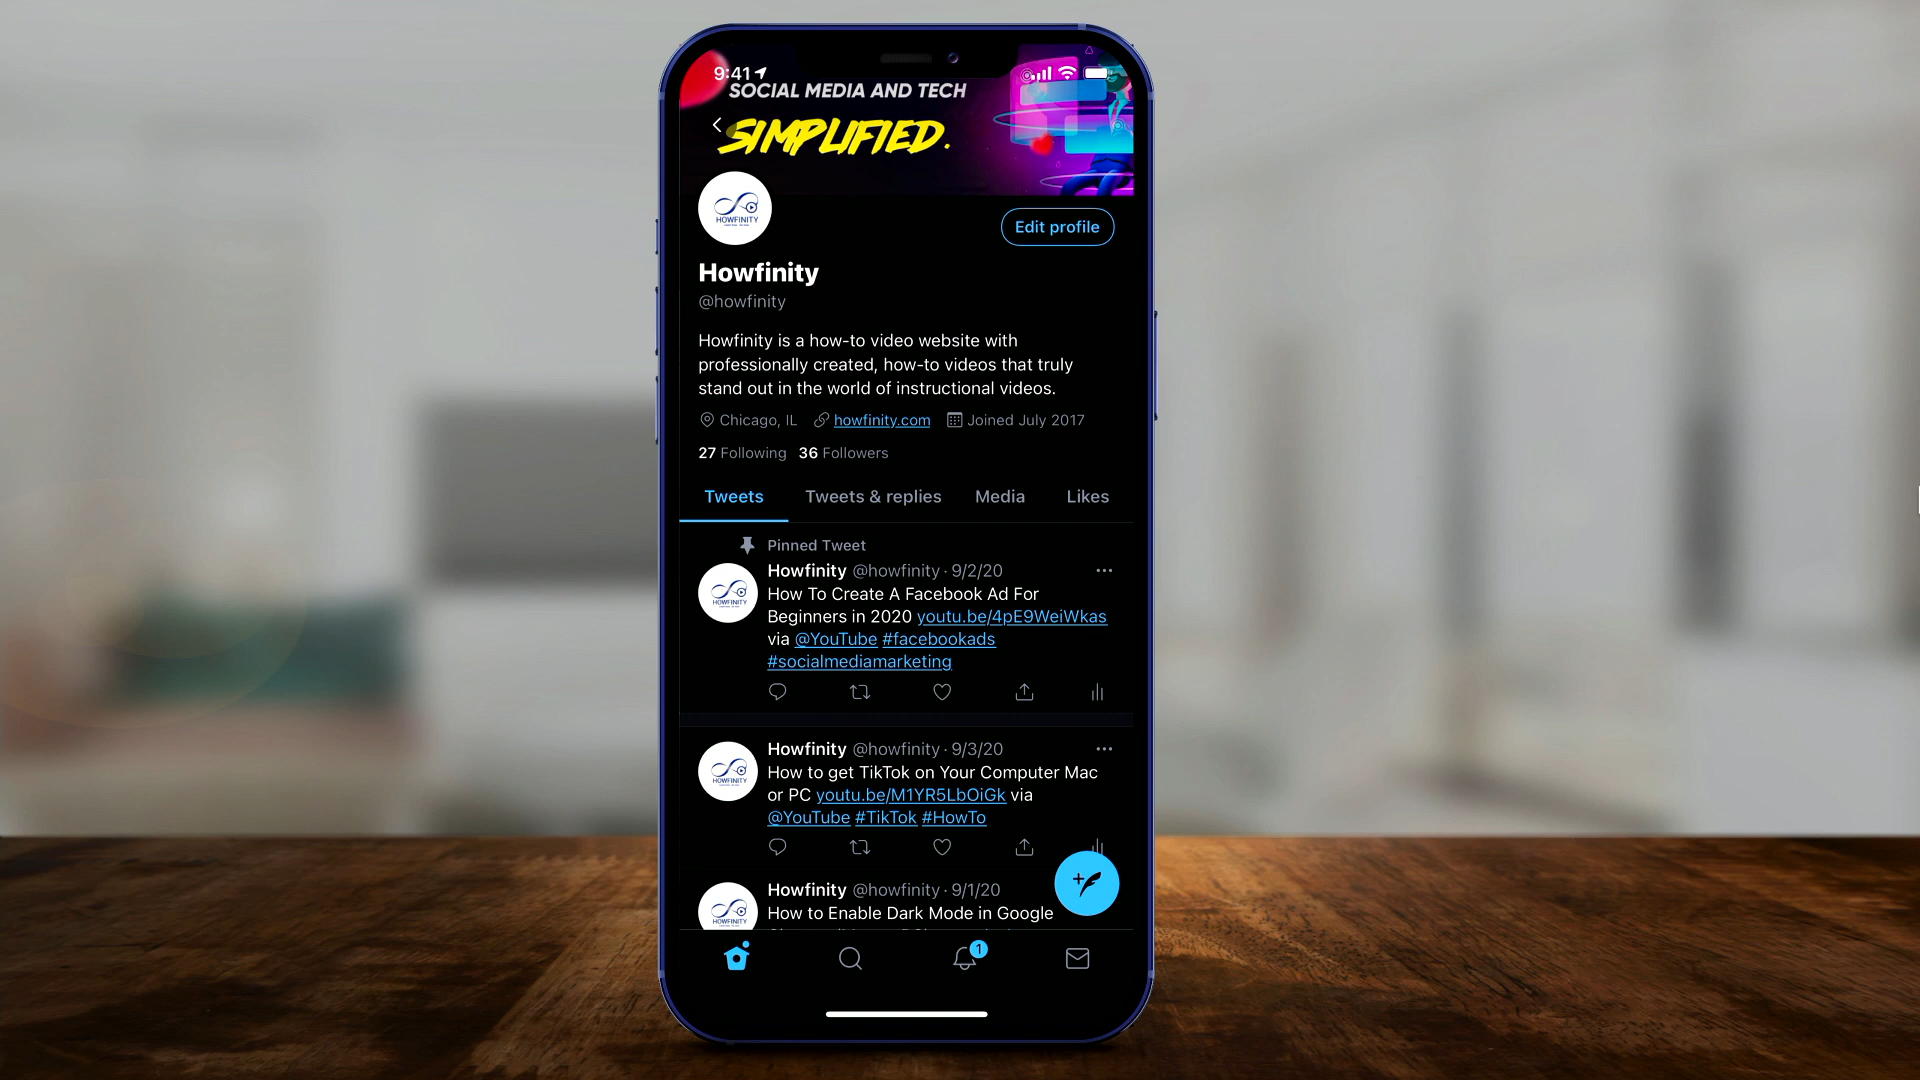 9:41
SOCIAL MEDIA AND TECH
SIMPLIFIED.
HOWFINITY
Edit profile
Howfinity
@howfinity
Howfinity is a how-to video website with
professionally created, how-to videos that truly
stand out in the world of instructional videos.
Chicago, IL howfinity.com Joined July 2017
27 Following 36 Followers
Tweets Tweets & replies Media Likes
Pinned Tweet
Howfinity @howfinity · 9/2/20
HOWFINITY
How To Create A Facebook Ad For
Beginners in 2020 youtu.be/4pE9WeiWkas
via @YouTube #facebookads
#socialmediamarketing
Howfinity @howfinity · 9/3/20
HOWFINITY
How to get TikTok on Your Computer Mac
or PC youtu.be/M1YR5LbOiGk via
@YouTube #TikTok #HowTo
Howfinity @howfinity · 9/1/20
HOWFINITY
How to Enable Dark Mode in Google
1